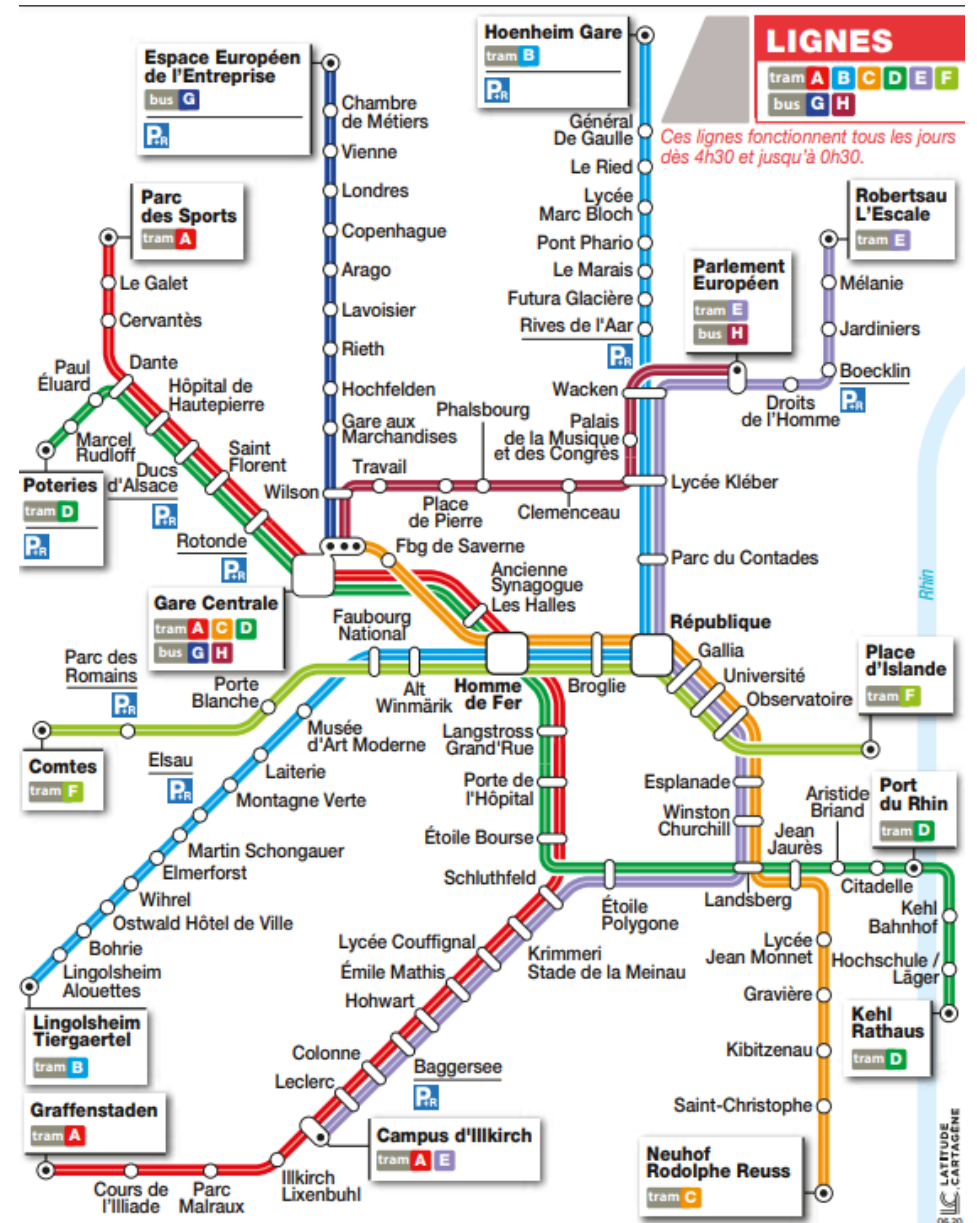 LIGNES
tram A B C D E F
bus G H
Ces lignes fonctionnent tous les jours
dès 4h30 et jusqu'à 0h30.
Espace Européen
de l'Entreprise
bus G
P+R
Chambre
de Métiers
Vienne
Londres
Copenhague
Arago
Lavoisier
Rieth
Hochfelden
Gare aux
Marchandises
Wilson
Hoenheim Gare
tram B
P+R
Général
De Gaulle
Le Ried
Lycée
Marc Bloch
Pont Phario
Le Marais
Futura Glacière
Rives de l'Aar
P+R
Wacken
Palais
de la Musique
et des Congrès
Lycée Kléber
Parc du Contades
République
Robertsau
L'Escale
tram E
Mélanie
Jardiniers
Boecklin
P+R
Droits
de l'Homme
Parlement
Européen
tram E
bus H
Phalsbourg
Travail
Place
de Pierre
Clemenceau
Parc
des Sports
tram A
Le Galet
Cervantès
Dante
Paul
Éluard
Marcel
Rudloff
Poteries
tram D
P+R
Hôpital de
Hautepierre
Ducs
d'Alsace
P+R
Saint
Florent
Rotonde
P+R
Gare Centrale
tram A C D
bus G H
Fbg de Saverne
Ancienne
Synagogue
Les Halles
Faubourg
National
Alt
Winmärik
Homme
de Fer
Broglie
Gallia
Université
Observatoire
Place
d'Islande
tram F
Rhin
Parc des
Romains
P+R
Porte
Blanche
Comtes
tram F
Musée
d'Art Moderne
Laiterie
Montagne Verte
Elsau
P+R
Martin Schongauer
Elmerforst
Wihrel
Ostwald Hôtel de Ville
Bohrie
Lingolsheim
Alouettes
Lingolsheim
Tiergaertel
tram B
Langstross
Grand'Rue
Porte de
l'Hôpital
Étoile Bourse
Schluthfeld
Étoile
Polygone
Esplanade
Winston
Churchill
Landsberg
Jean
Jaurès
Aristide
Briand
Citadelle
Port
du Rhin
tram D
Kehl
Bahnhof
Hochschule /
Läger
Kehl
Rathaus
tram D
Lycée
Jean Monnet
Gravière
Kibitzenau
Saint-Christophe
Neuhof
Rodolphe Reuss
tram C
Krimmeri
Stade de la Meinau
Lycée Couffignal
Émile Mathis
Hohwart
Baggersee
P+R
Colonne
Leclerc
Campus d'Illkirch
tram A E
Illkirch
Lixenbuhl
Parc
Malraux
Cours de
l'Illiade
Graffenstaden
tram A
LATITUDE
CARTAGÈNE